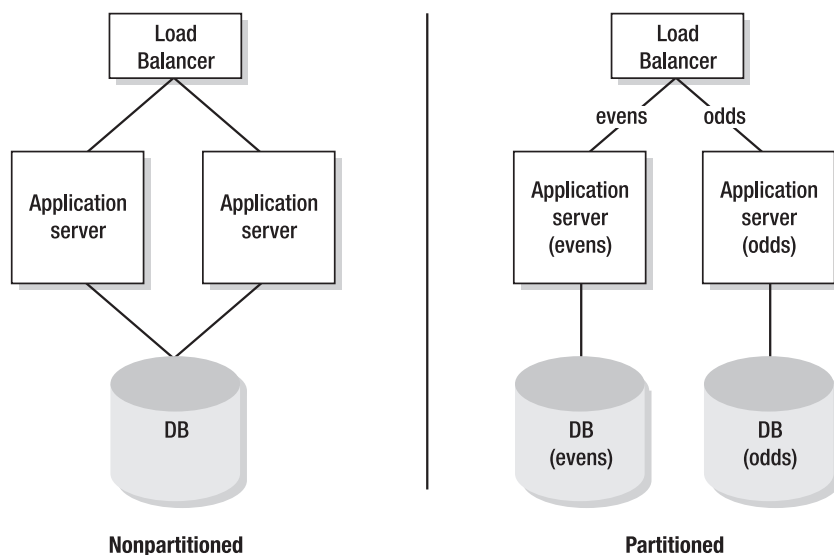 Load
Balancer
Application
server
Application
server
DB
Nonpartitioned
Load
Balancer
evens
odds
Application
server
(evens)
Application
server
(odds)
DB
(evens)
DB
(odds)
Partitioned